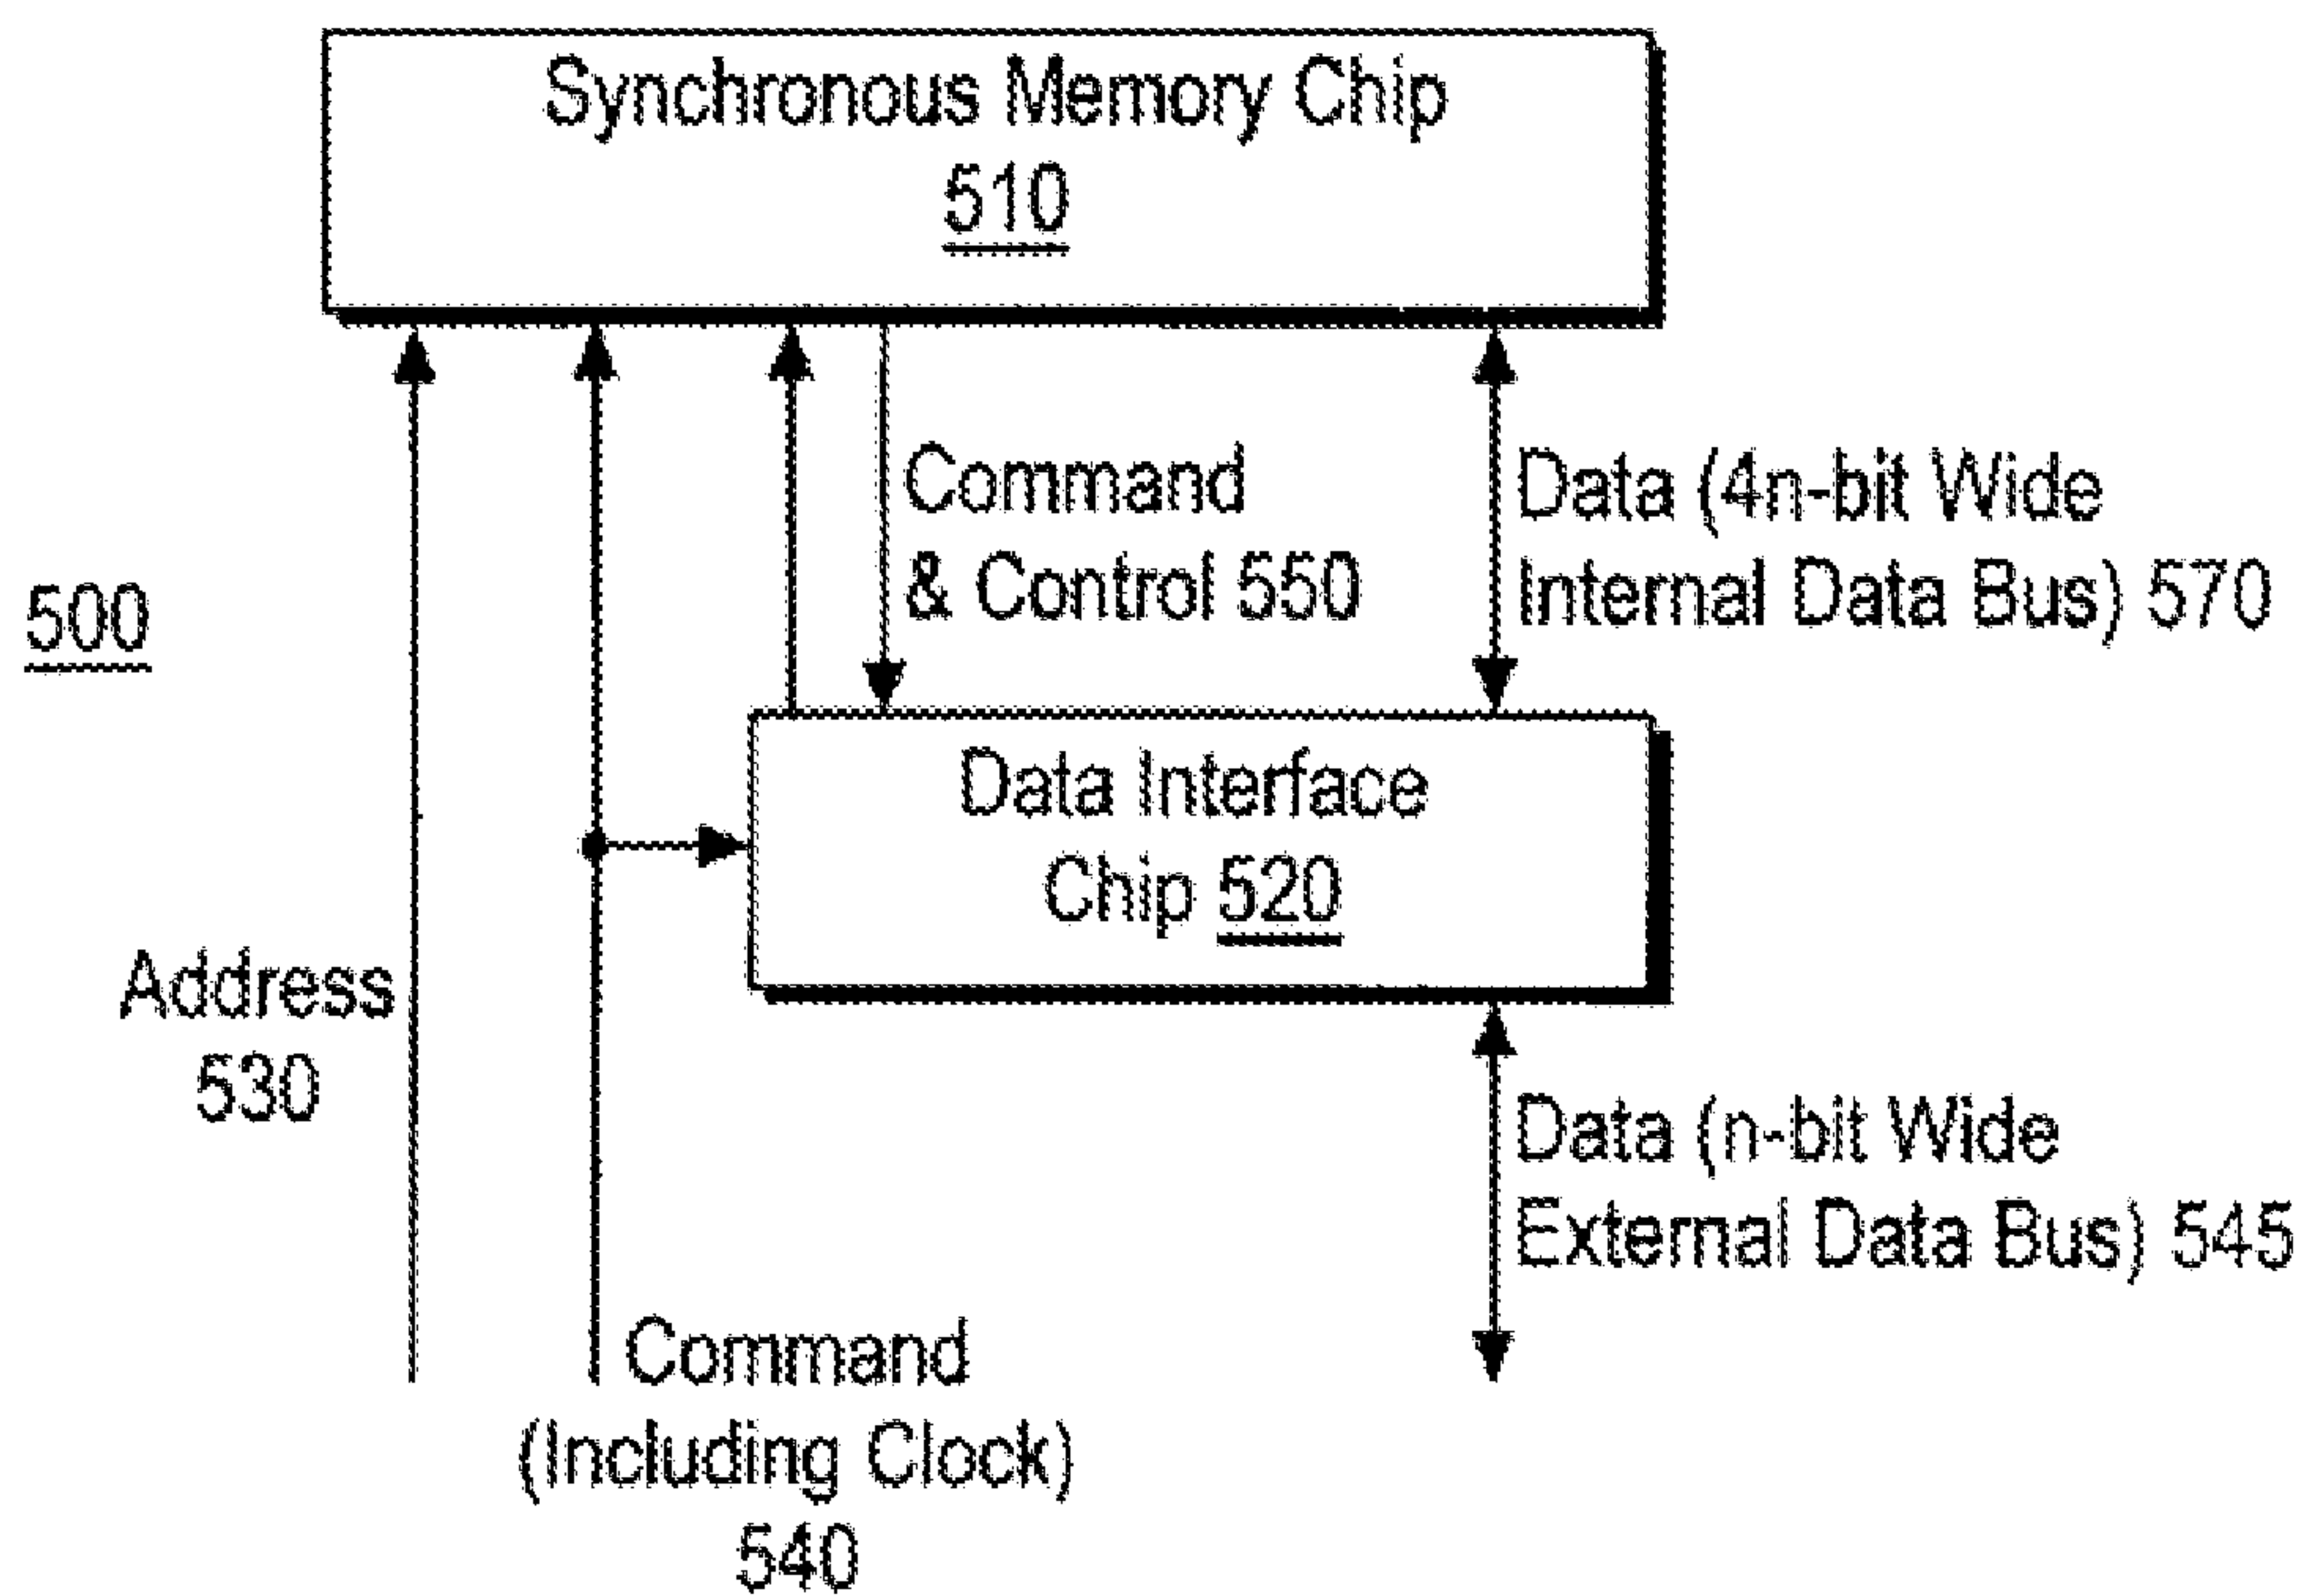 Synchronous Memory Chip
510
Command
& Control 550
Data (4n-bit Wide
Internal Data Bus) 570
500
Data Interface
Chip 520
Address
530
Data (n-bit Wide
External Data Bus) 545
Command
(Including Clock)
540